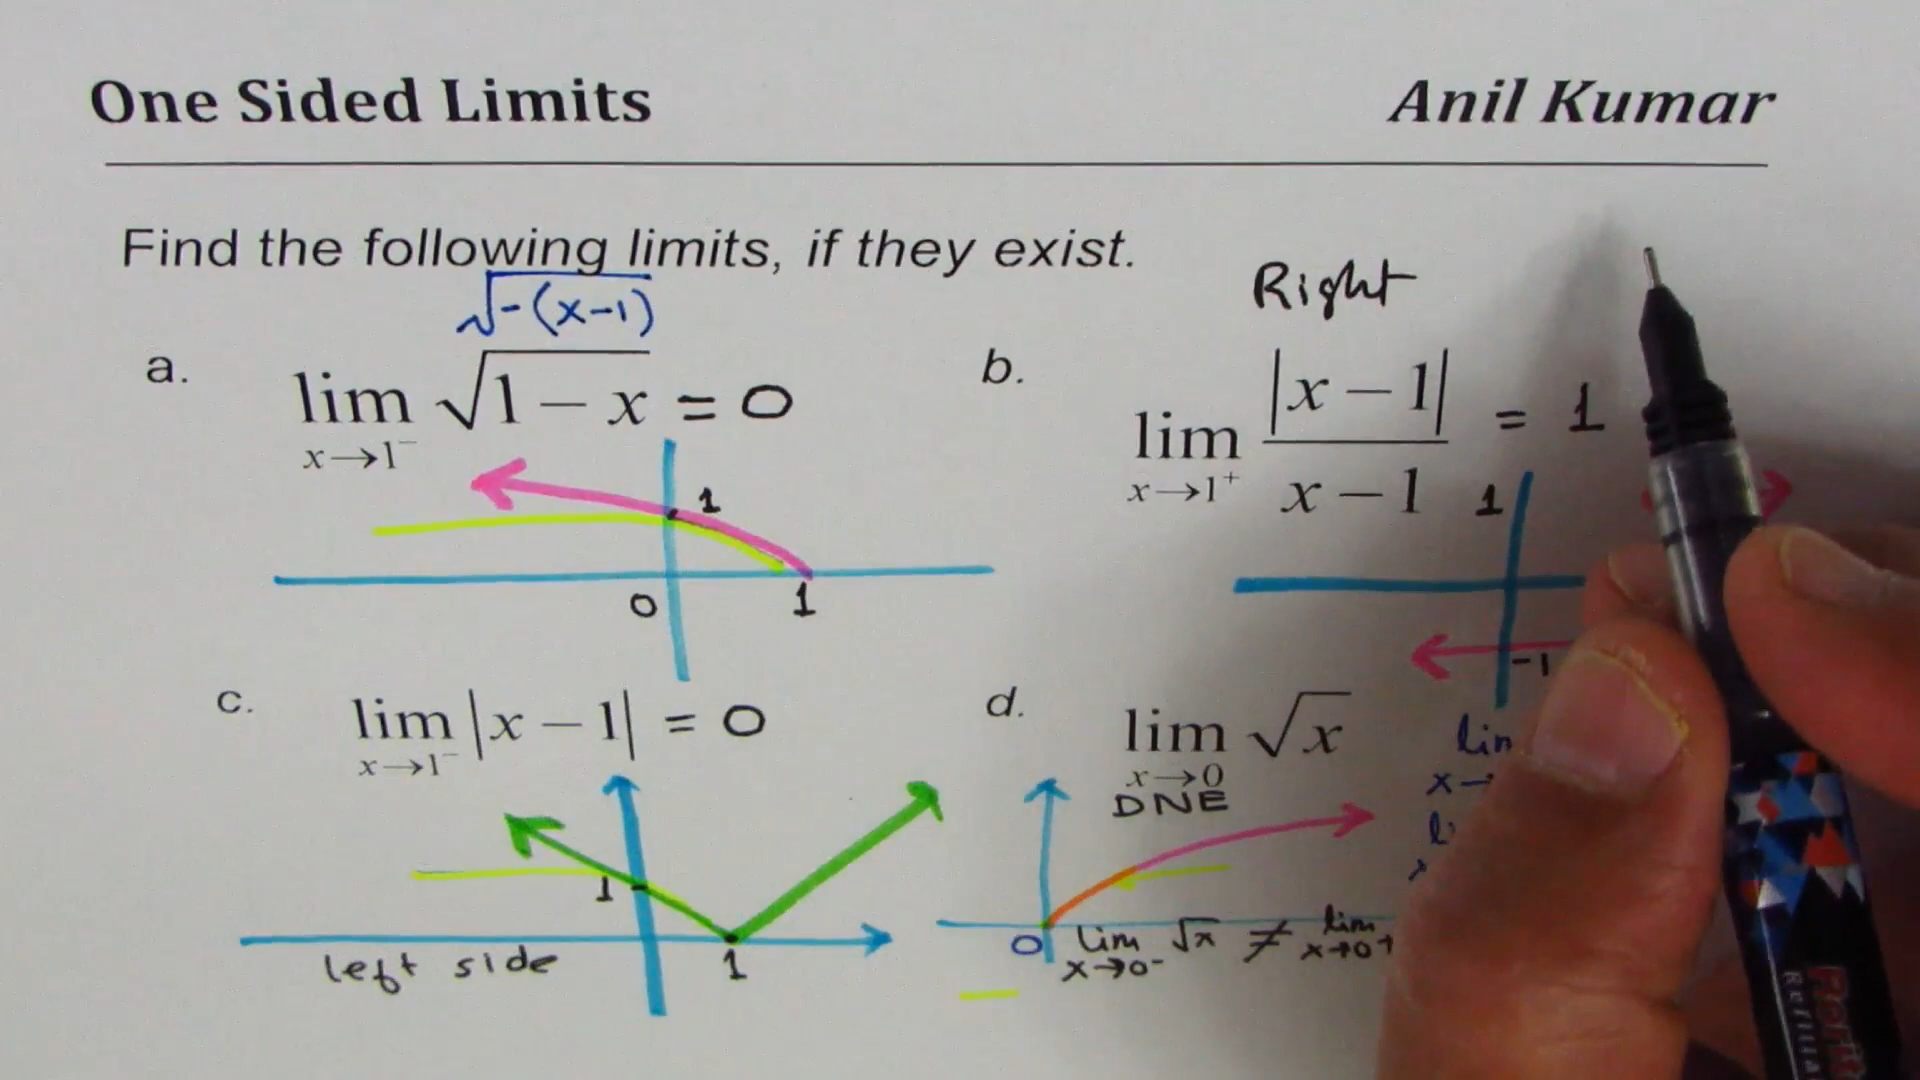 One Sided Limits
Anil Kumar
Find the following limits, if they exist.
√-(x-1)
Right
a. lim x→1⁻ √1-x = 0
b. lim x→1⁺ |x-1| / x-1 = 1
1
0 1
1
-1
c. lim x→1⁻ |x-1| = 0
d. lim x→0 √x
DNE
lim
x→
1
0 lim x→0⁻ √x ≠ lim x→0+
left side 1